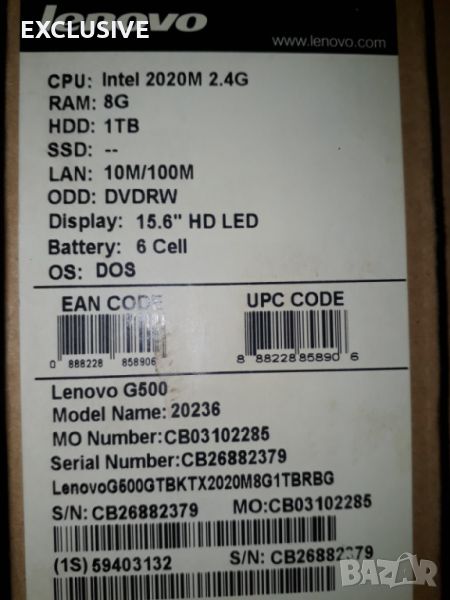 EXCLUSIVE
lenovo
www.lenovo.com
CPU: Intel 2020M 2.4G
RAM: 8G
HDD: 1TB
SSD: --
LAN: 10M/100M
ODD: DVDRW
Display: 15.6" HD LED
Battery: 6 Cell
OS: DOS
EAN CODE UPC CODE
0 888228 858906
8 88228 85890 6
Lenovo G500
Model Name: 20236
MO Number:CB03102285
Serial Number:CB26882379
LenovoG500GTBKTX2020M8G1TBRBG
S/N: CB26882379 MO:CB03102285
(1S) 59403132 S/N: CB26882379
BAZAR